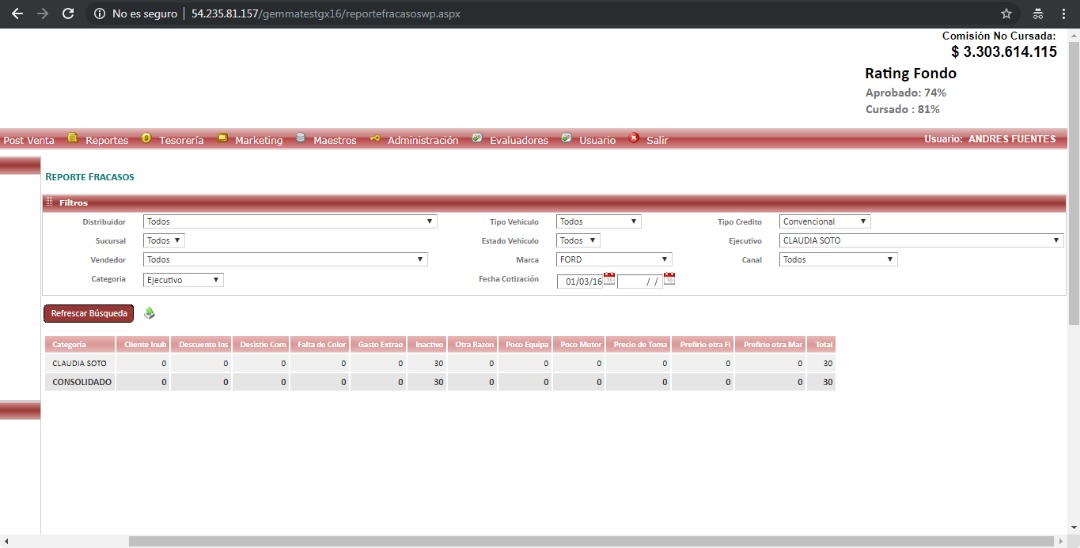 No es seguro | 54.235.81.157/gemmatestgx16/reportefracasoswp.aspx
Comisión No Cursada:
$ 3.303.614.115
Rating Fondo
Aprobado: 74%
Cursado : 81%
Post Venta Reportes Tesorería Marketing Maestros Administración Evaluadores Usuario Salir Usuario: ANDRES FUENTES
REPORTE FRACASOS
Filtros
Distribuidor Todos Tipo Vehículo Todos Tipo Credito Convencional
Sucursal Todos Estado Vehículo Todos Ejecutivo CLAUDIA SOTO
Vendedor Todos Marca FORD Canal Todos
Categoria Ejecutivo Fecha Cotización 01/03/16 / /
Refrescar Búsqueda
Categoría Cliente Inub Descuento Ins Desistio Com Falta de Color Gasto Extrao Inactivo Otra Razon Poco Equipa Poco Motor Precio de Toma Prefirio otra Fi Prefirio otra Mar Total
CLAUDIA SOTO 0 0 0 0 0 30 0 0 0 0 0 0 30
CONSOLIDADO 0 0 0 0 0 30 0 0 0 0 0 0 30